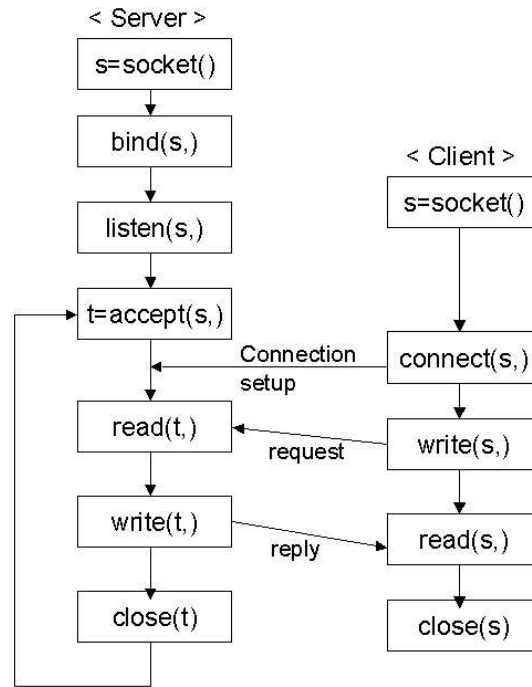 < Server >
s=socket()
bind(s,)
listen(s,)
t=accept(s,)
read(t,)
write(t,)
close(t)
Connection
setup
request
reply
< Client >
s=socket()
connect(s,)
write(s,)
read(s,)
close(s)